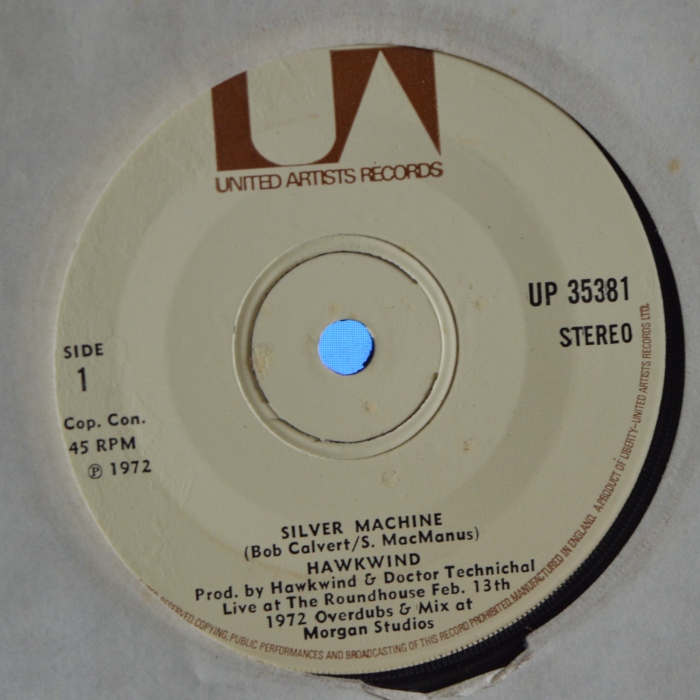 UA
UNITED ARTISTS RECORDS
UP 35381
STEREO
SIDE
1
Cop. Con.
45 RPM
℗ 1972
SILVER MACHINE
(Bob Calvert/S. MacManus)
HAWKWIND
Prod. by Hawkwind & Doctor Technichal
Live at The Roundhouse Feb. 13th
1972 Overdubs & Mix at
Morgan Studios
RESERVED COPYING, PUBLIC PERFORMANCES AND BROADCASTING OF THIS RECORD PROHIBITED. MANUFACTURED IN ENGLAND. A PRODUCT OF LIBERTY-UNITED ARTISTS RECORDS LTD.